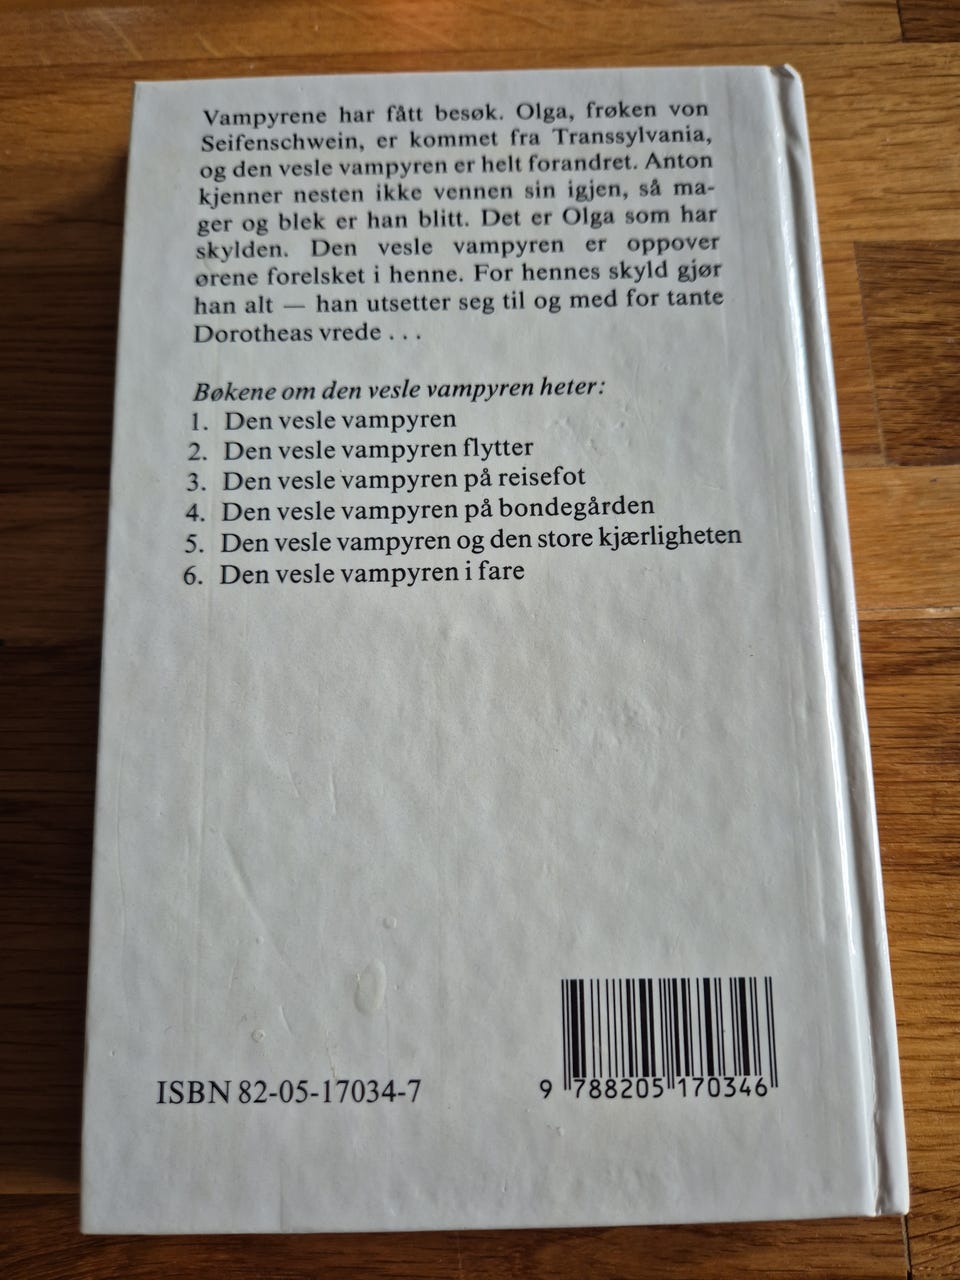 Vampyrene har fått besøk. Olga, frøken von
Seifenschwein, er kommet fra Transsylvania,
og den vesle vampyren er helt forandret. Anton
kjenner nesten ikke vennen sin igjen, så ma-
ger og blek er han blitt. Det er Olga som har
skylden. Den vesle vampyren er oppover
ørene forelsket i henne. For hennes skyld gjør
han alt — han utsetter seg til og med for tante
Dorotheas vrede . . .
Bøkene om den vesle vampyren heter:
1. Den vesle vampyren
2. Den vesle vampyren flytter
3. Den vesle vampyren på reisefot
4. Den vesle vampyren på bondegården
5. Den vesle vampyren og den store kjærligheten
6. Den vesle vampyren i fare
ISBN 82-05-17034-7
9 788205 170346